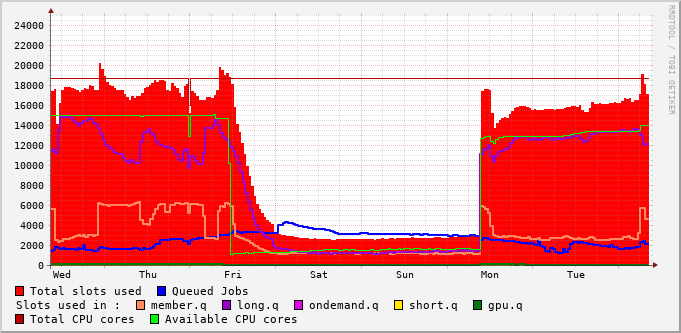 RRDTOOL / TOBI OETIKER
24000
22000
20000
18000
16000
14000
12000
10000
8000
6000
4000
2000
0
Wed Thu Fri Sat Sun Mon Tue
Total slots used Queued Jobs
Slots used in : member.q long.q ondemand.q short.q gpu.q
Total CPU cores Available CPU cores